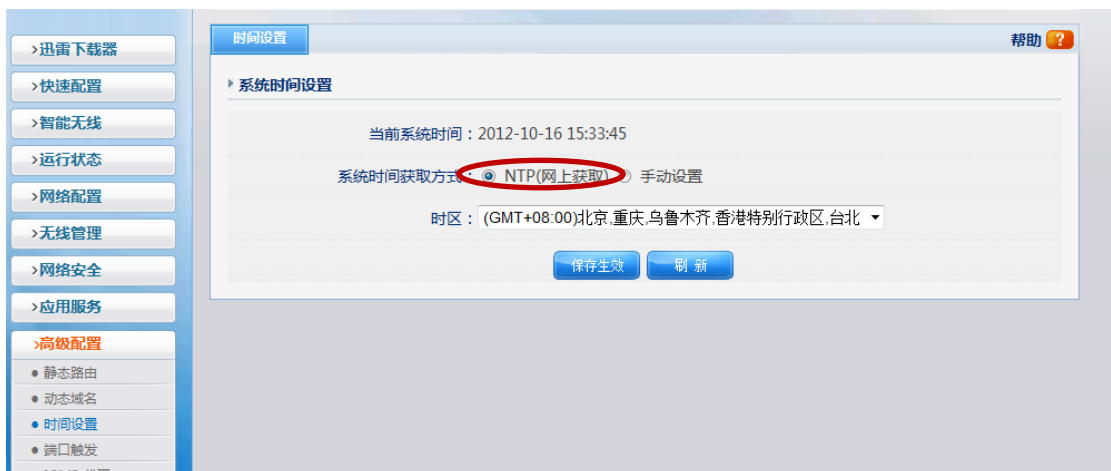 时间设置
帮助 ?
>迅雷下载器
>快速配置
>智能无线
>运行状态
>网络配置
>无线管理
>网络安全
>应用服务
>高级配置
● 静态路由
● 动态域名
● 时间设置
● 端口触发
系统时间设置
当前系统时间：2012-10-16 15:33:45
系统时间获取方式： NTP(网上获取) 手动设置
时区： (GMT+08:00)北京,重庆,乌鲁木齐,香港特别行政区,台北
保存生效 刷 新